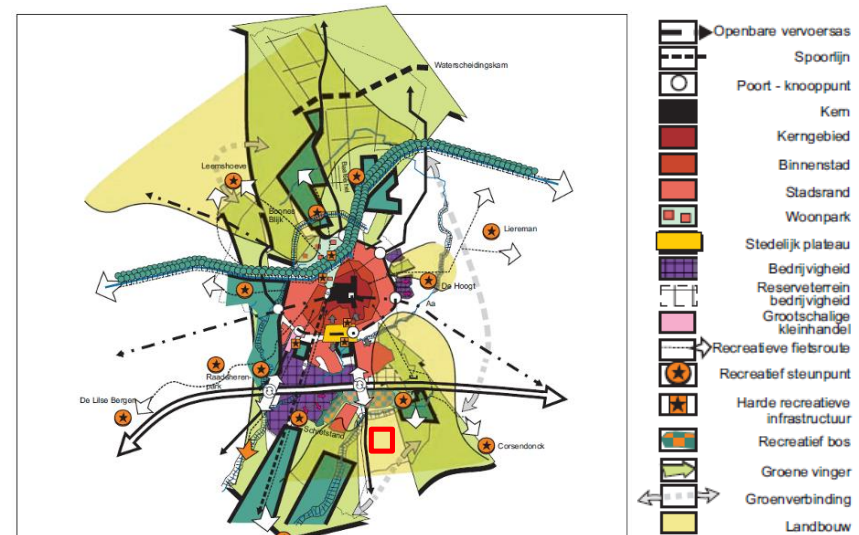 Waterscheidingskam
Leemshoeve
Boones
Blijk
Liereman
De Hoogt
Aa
Raadsheren-
park
De Lilse Bergen
Schietstand
Corsendonck
Openbare vervoersas
Spoorlijn
Poort - knooppunt
Kern
Kerngebied
Binnenstad
Stadsrand
Woonpark
Stedelijk plateau
Bedrijvigheid
Reserveterrein
bedrijvigheid
Grootschalige
kleinhandel
Recreatieve fietsroute
Recreatief steunpunt
Harde recreatieve
infrastuctuur
Recreatief bos
Groene vinger
Groenverbinding
Landbouw